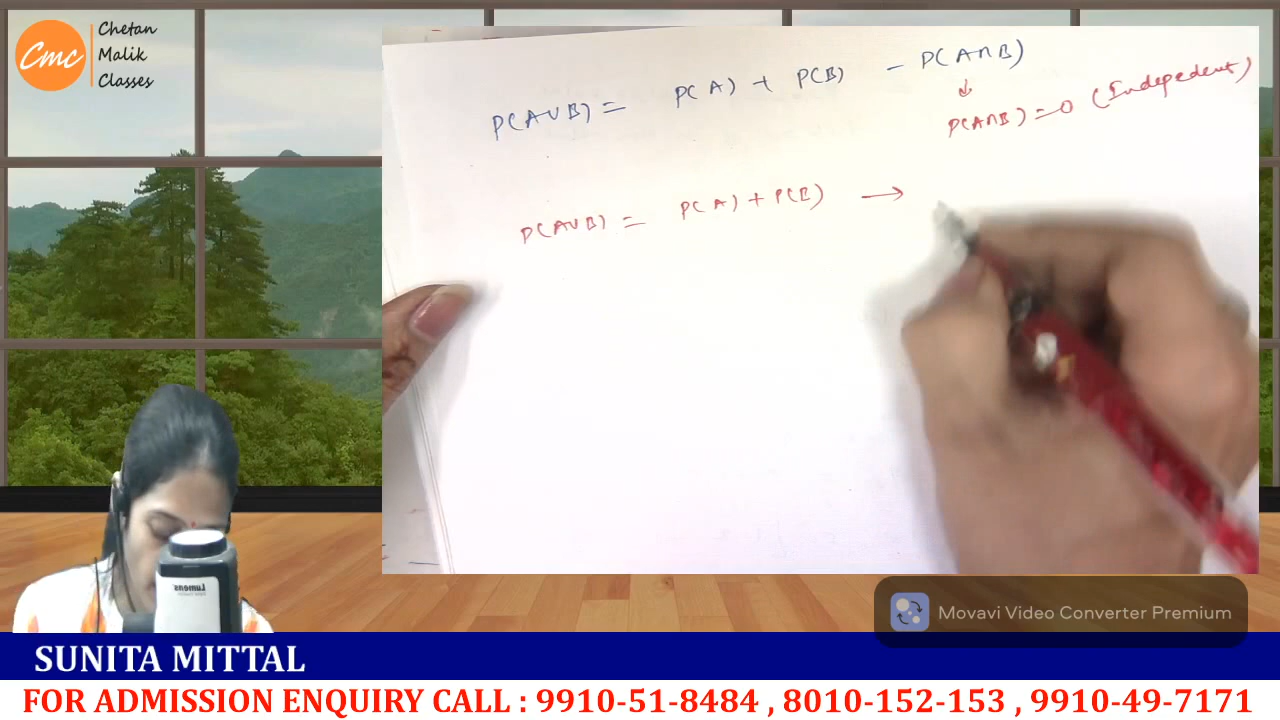 Cmc
Chetan
Malik
Classes
P(A∪B) = P(A) + P(B) - P(A∩B)
↓
P(A∩B) = 0 (Indepedent)
P(A∪B) = P(A) + P(B) →
Lumens
Movavi Video Converter Premium
SUNITA MITTAL
FOR ADMISSION ENQUIRY CALL : 9910-51-8484 , 8010-152-153 , 9910-49-7171